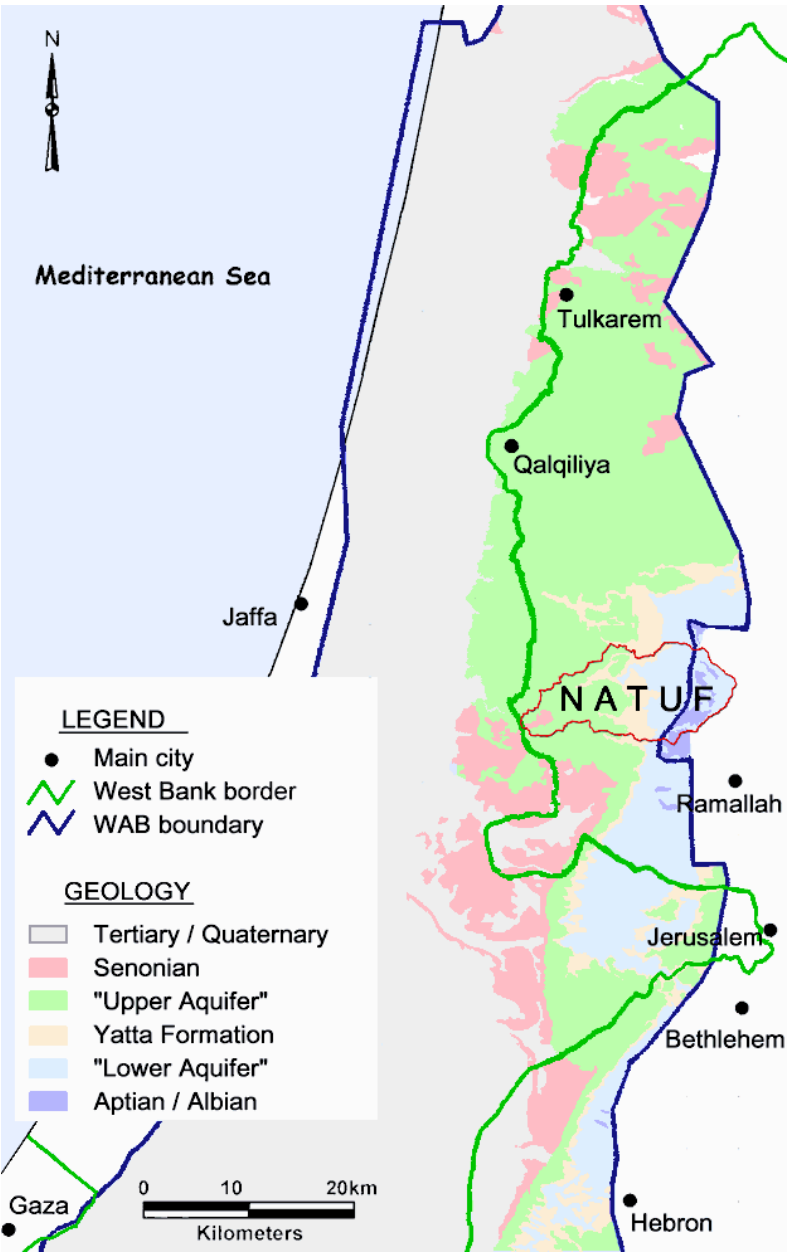 N
Mediterranean Sea
Tulkarem
Qalqiliya
Jaffa
NATUF
Ramallah
Jerusalem
Bethlehem
Hebron
Gaza
LEGEND
Main city
West Bank border
WAB boundary
GEOLOGY
Tertiary / Quaternary
Senonian
"Upper Aquifer"
Yatta Formation
"Lower Aquifer"
Aptian / Albian
0 10 20km
Kilometers